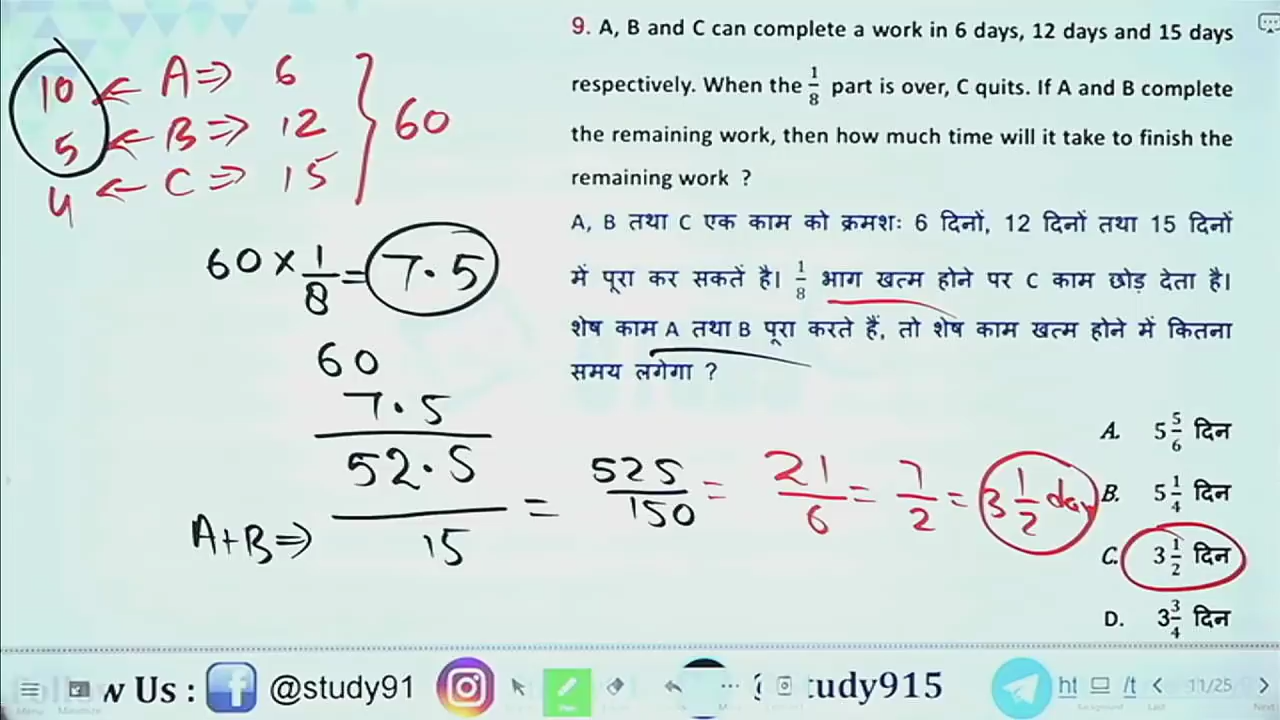 9. A, B and C can complete a work in 6 days, 12 days and 15 days
respectively. When the 1/8 part is over, C quits. If A and B complete
the remaining work, then how much time will it take to finish the
remaining work ?
A, B तथा C एक काम को क्रमशः 6 दिनों, 12 दिनों तथा 15 दिनों
में पूरा कर सकतें है। 1/8 भाग खत्म होने पर C काम छोड़ देता है।
शेष काम A तथा B पूरा करते हैं, तो शेष काम खत्म होने में कितना
समय लगेगा ?
A. 5 5/6 दिन
B. 5 1/4 दिन
C. 3 1/2 दिन
D. 3 3/4 दिन
10 ← A ⇒ 6
5 ← B ⇒ 12 } 60
4 ← C ⇒ 15
60 × 1/8 = 7.5
60
7.5
52.5
A+B ⇒ 15 = 525/150 = 21/6 = 7/2 = 3 1/2 day
w Us : @study91 tudy915 ht /t 11/25